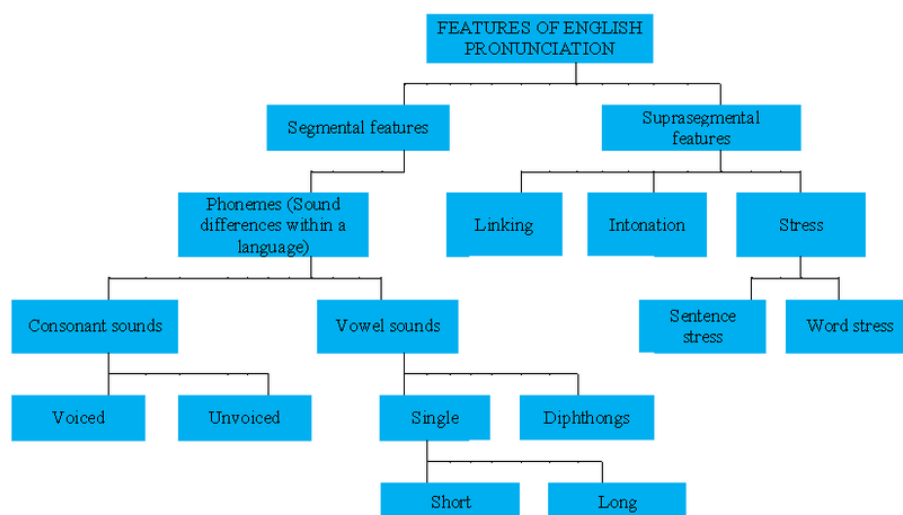 FEATURES OF ENGLISH
PRONUNCIATION
Segmental features
Suprasegmental
features
Phonemes (Sound
differences within a
language)
Linking
Intonation
Stress
Consonant sounds
Vowel sounds
Sentence
stress
Word stress
Voiced
Unvoiced
Single
Diphthongs
Short
Long